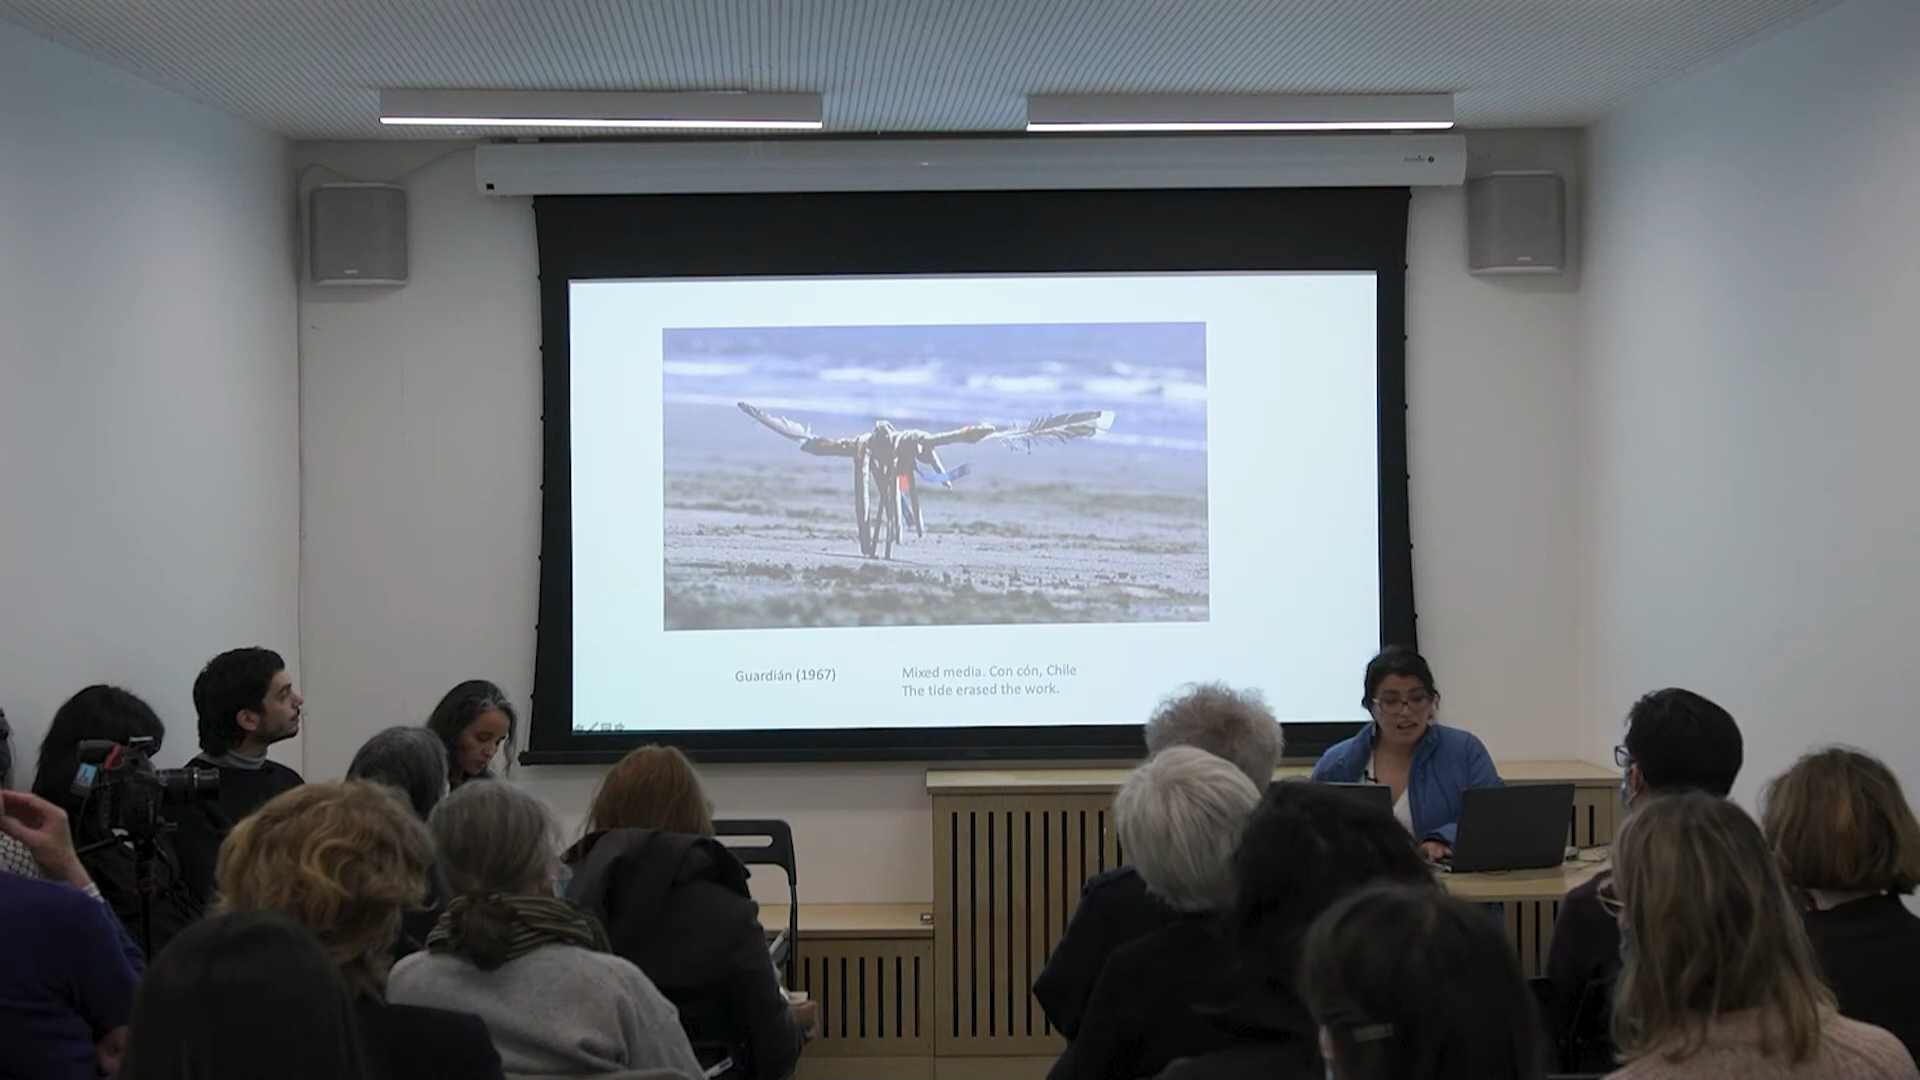 Guardián (1967)
Mixed media. Con cón, Chile
The tide erased the work.